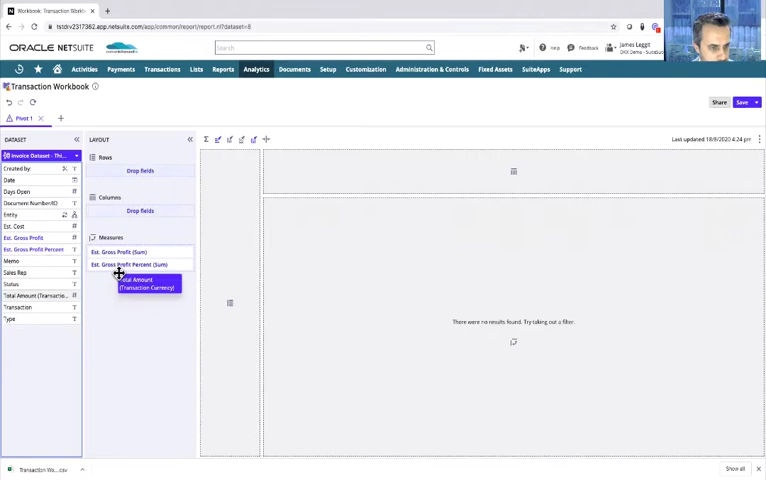 Workbook: Transaction Workb
tstdrv2317362.app.netsuite.com/app/common/report/report.nl?dataset=8
ORACLE NETSUITE
Search
Help
Feedback
James Leggit
Activities Payments Transactions Lists Reports Analytics Documents Setup Customization Administration & Controls Fixed Assets SuiteApps Support
Transaction Workbook
Share
Save
Pivot 1
DATASET
LAYOUT
Last updated 18/9/2020 4:24 pm
Invoice Dataset - Thi...
Created by:
Date
Days Open
Document Number/ID
Entity
Est. Cost
Est. Gross Profit
Est. Gross Profit Percent
Memo
Sales Rep
Status
Total Amount (Transactio...
Transaction
Type
Rows
Drop fields
Columns
Drop fields
Measures
Est. Gross Profit (Sum)
Est. Gross Profit Percent (Sum)
Total Amount
(Transaction Currency)
There were no results found. Try taking out a filter.
Transaction Wo....csv
Show all